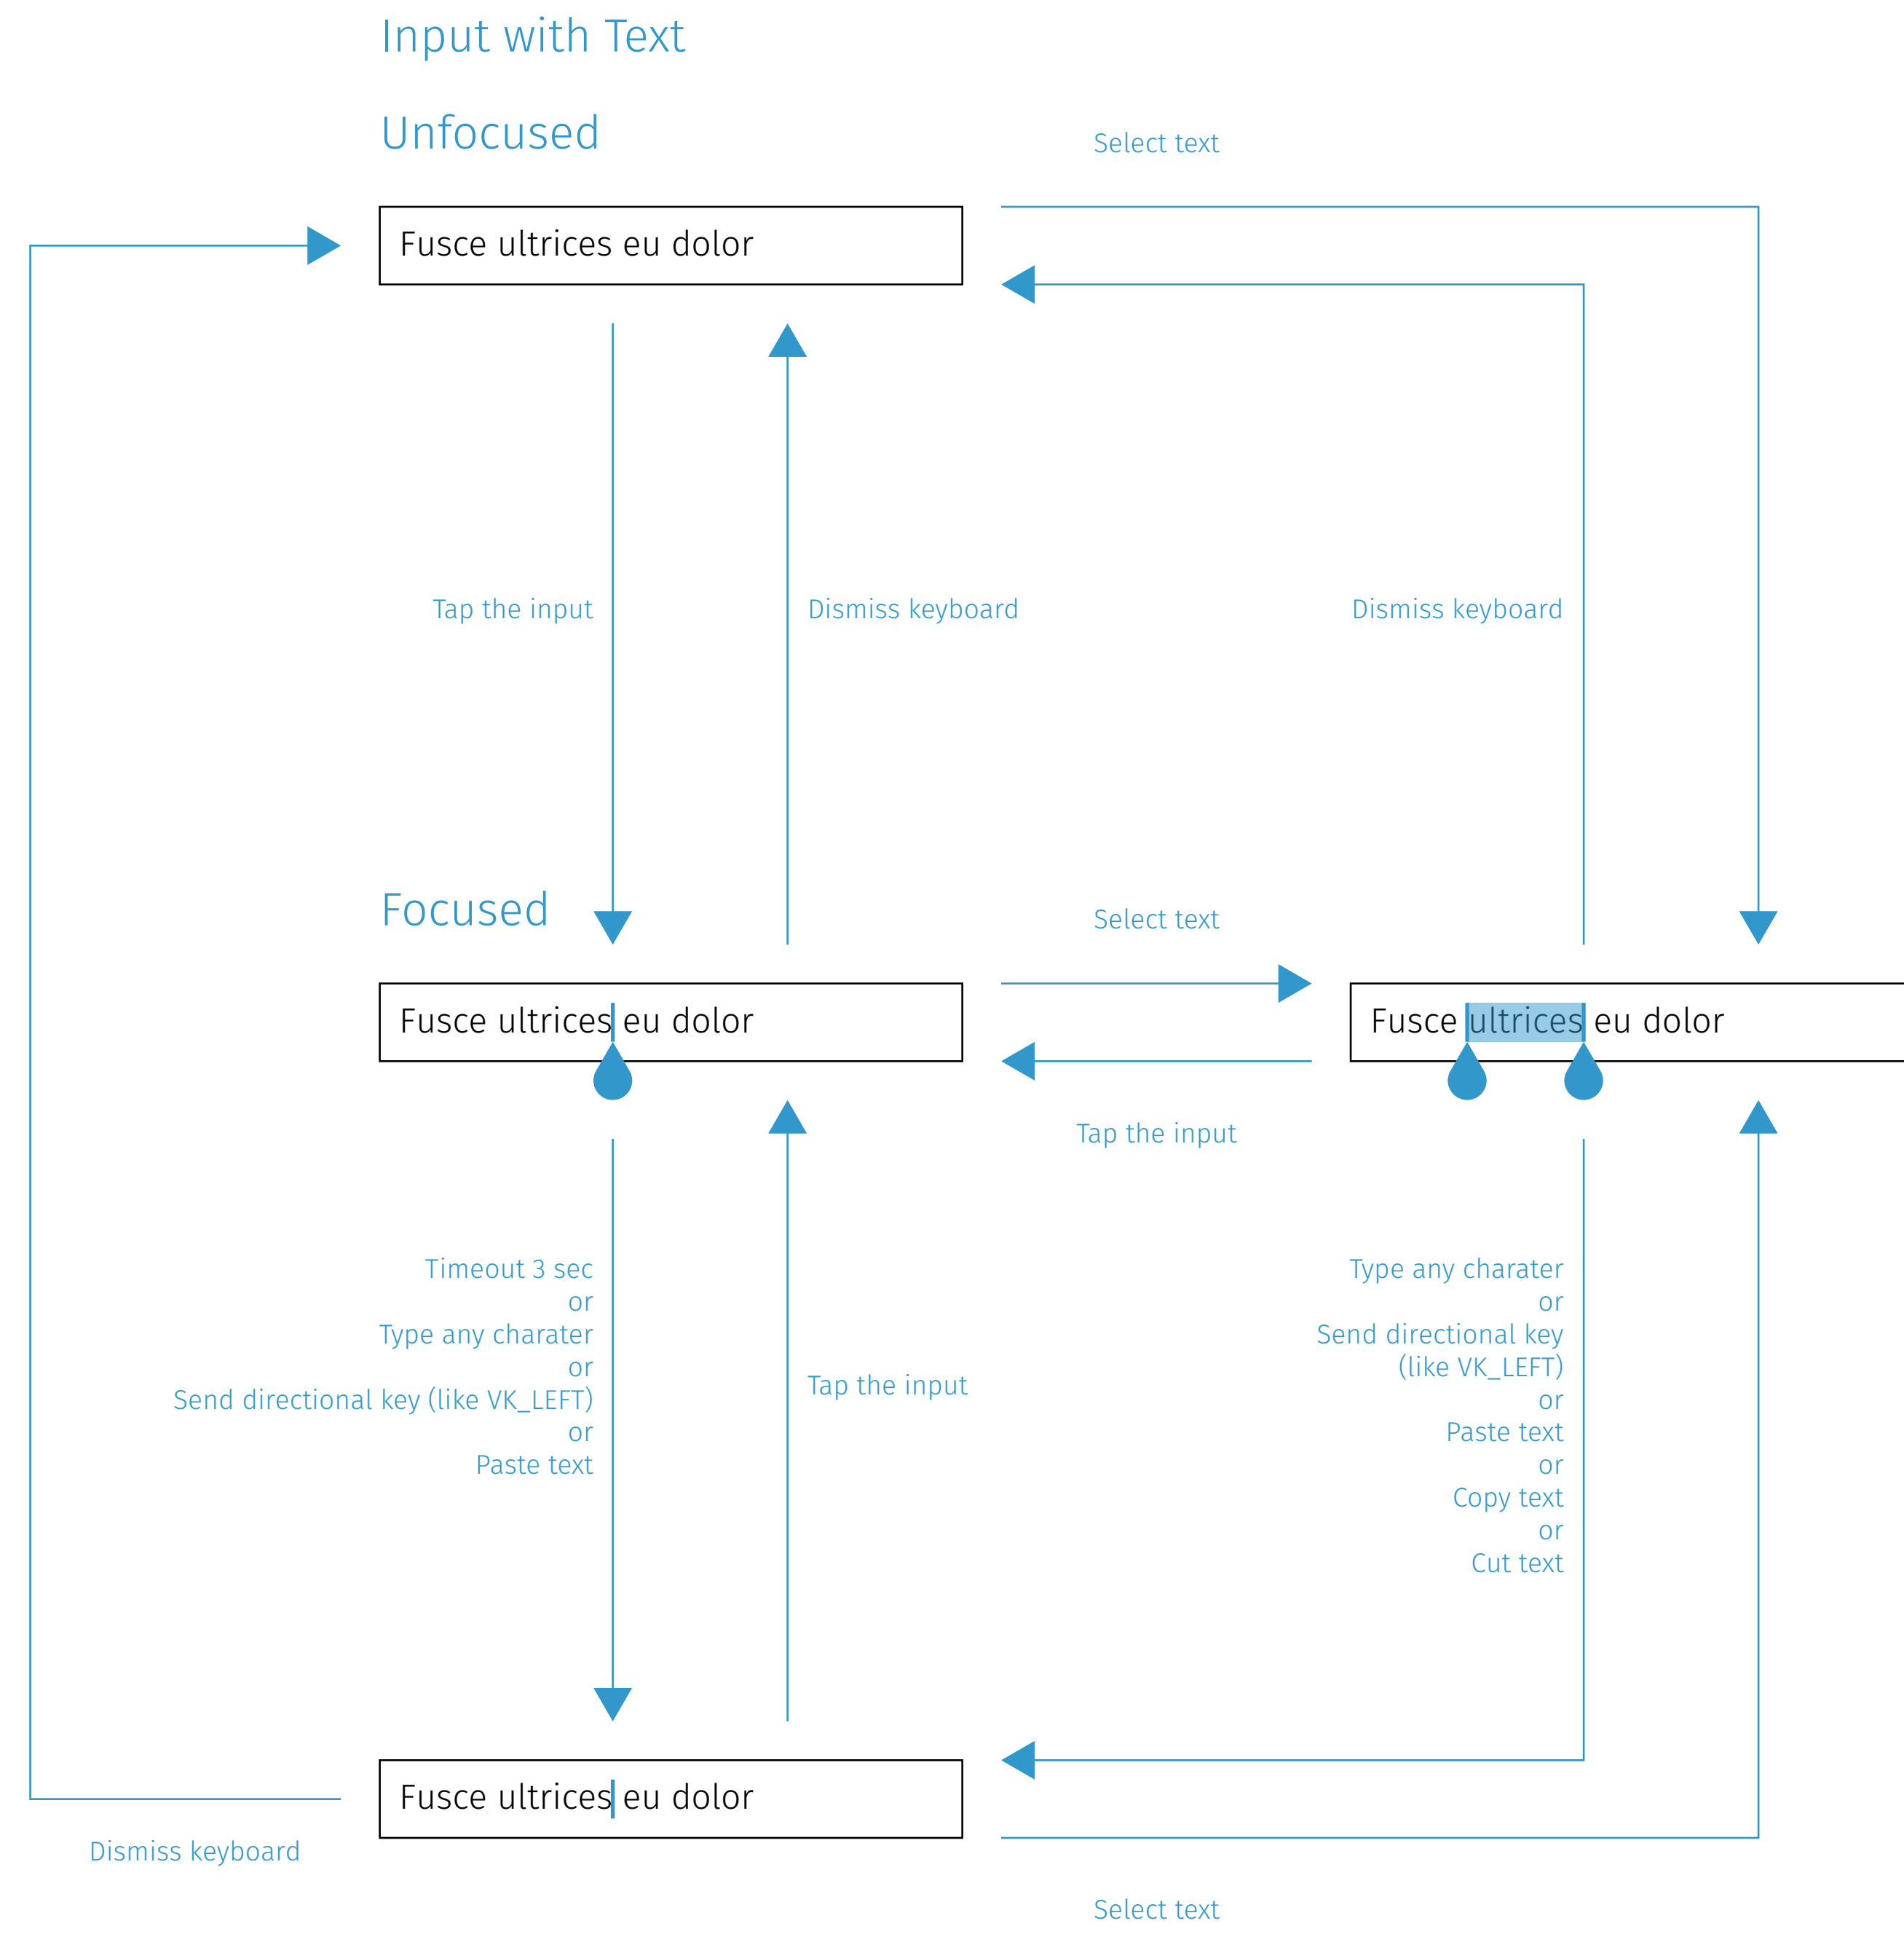 Input with Text
Unfocused
Select text
Fusce ultrices eu dolor
Tap the input
Dismiss keyboard
Dismiss keyboard
Focused
Select text
Fusce ultrices eu dolor
Fusce ultrices eu dolor
Tap the input
Timeout 3 sec
or
Type any charater
or
Send directional key (like VK_LEFT)
or
Paste text
Tap the input
Type any charater
or
Send directional key
(like VK_LEFT)
or
Paste text
or
Copy text
or
Cut text
Fusce ultrices eu dolor
Dismiss keyboard
Select text